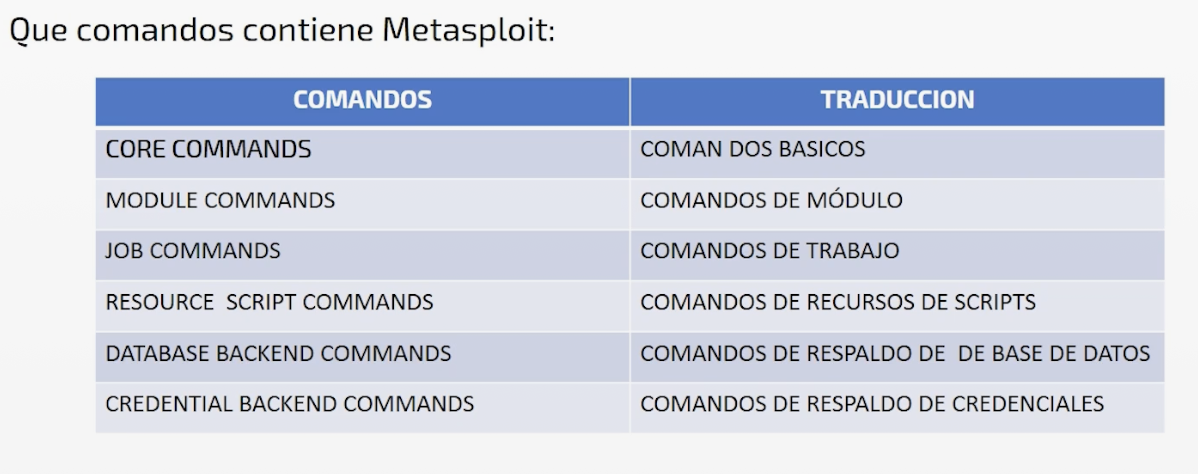 Que comandos contiene Metasploit:
COMANDOS TRADUCCION
CORE COMMANDS COMAN DOS BASICOS
MODULE COMMANDS COMANDOS DE MÓDULO
JOB COMMANDS COMANDOS DE TRABAJO
RESOURCE SCRIPT COMMANDS COMANDOS DE RECURSOS DE SCRIPTS
DATABASE BACKEND COMMANDS COMANDOS DE RESPALDO DE DE BASE DE DATOS
CREDENTIAL BACKEND COMMANDS COMANDOS DE RESPALDO DE CREDENCIALES